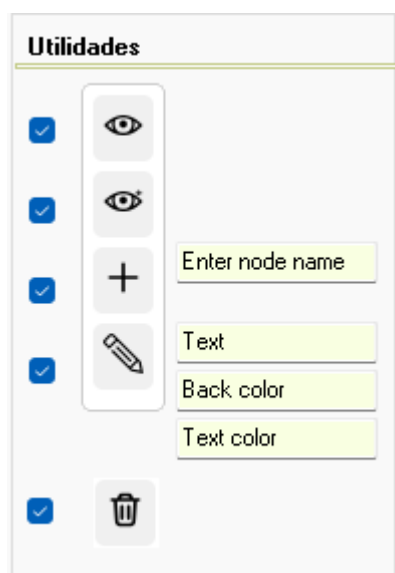 Utilidades
Enter node name
Text
Back color
Text color